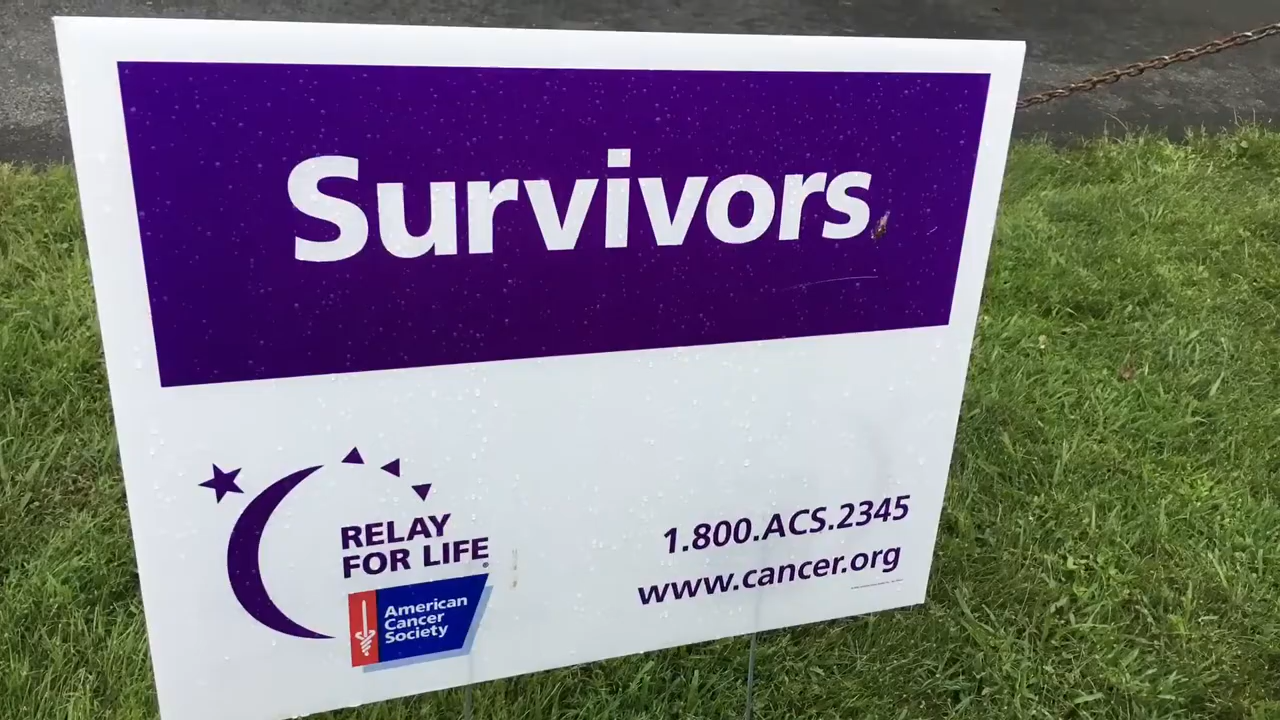 Survivors
RELAY
FOR LIFE®
American
Cancer
Society
1.800.ACS.2345
www.cancer.org